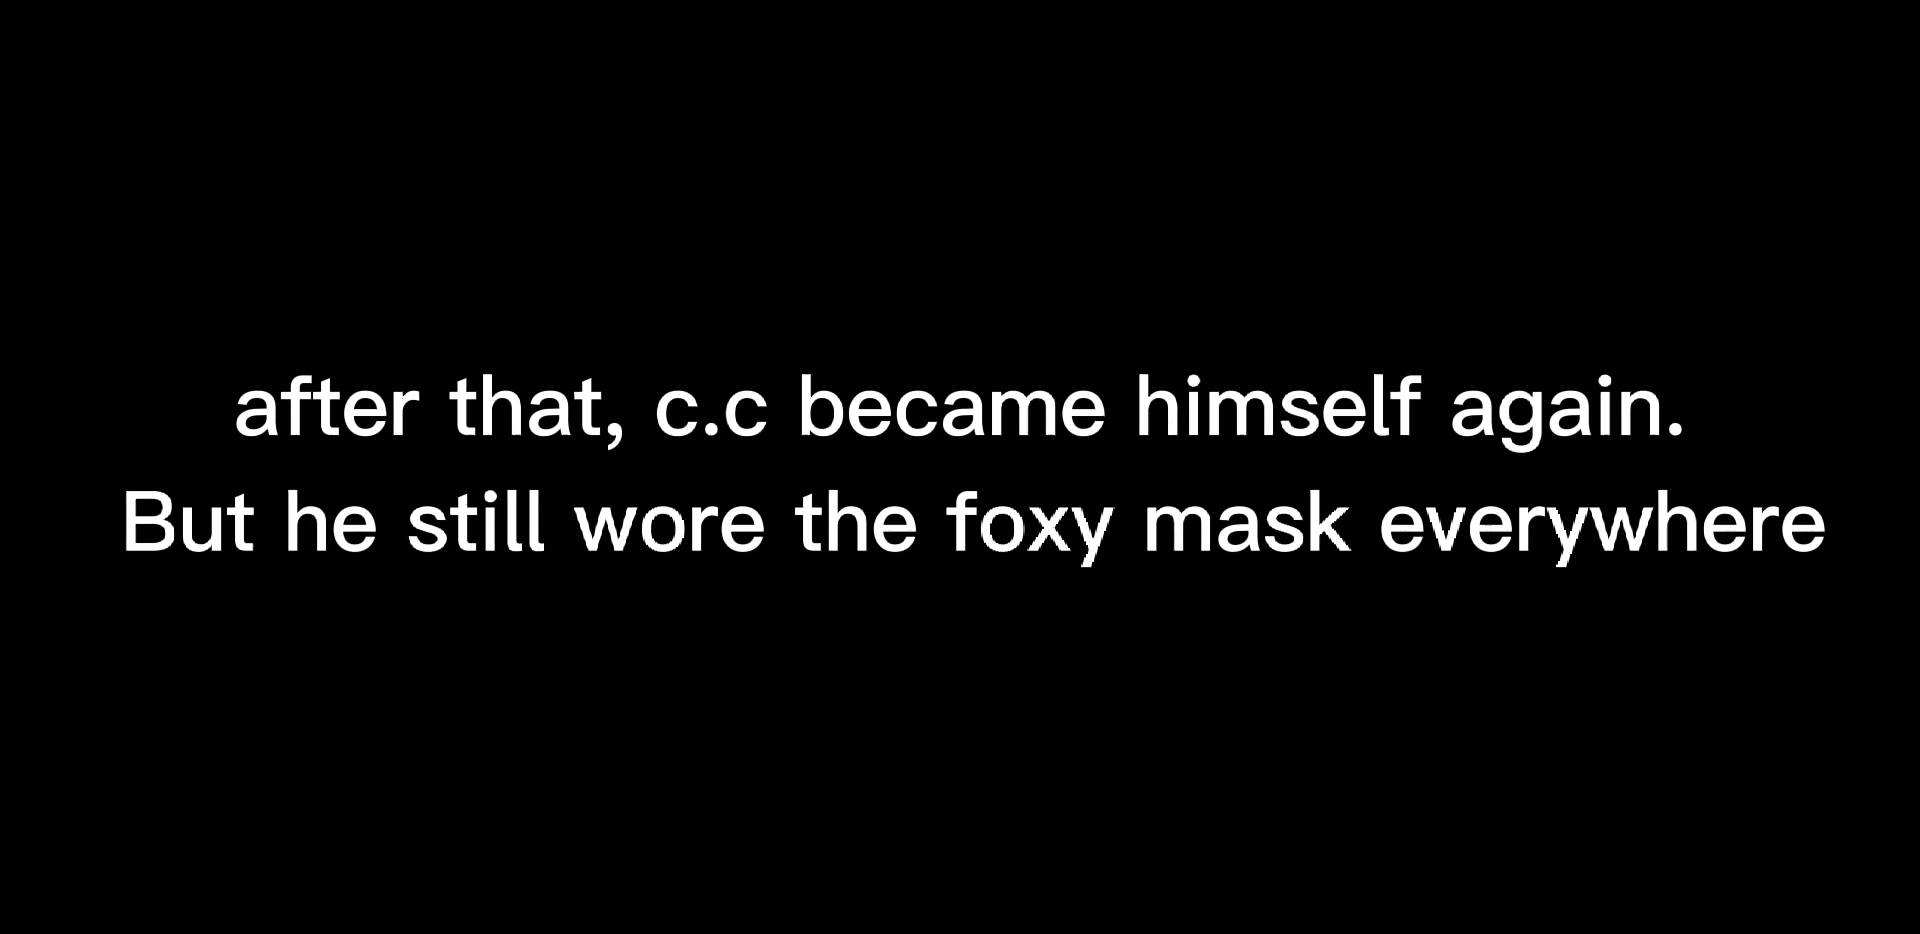 after that, c.c became himself again.
But he still wore the foxy mask everywhere